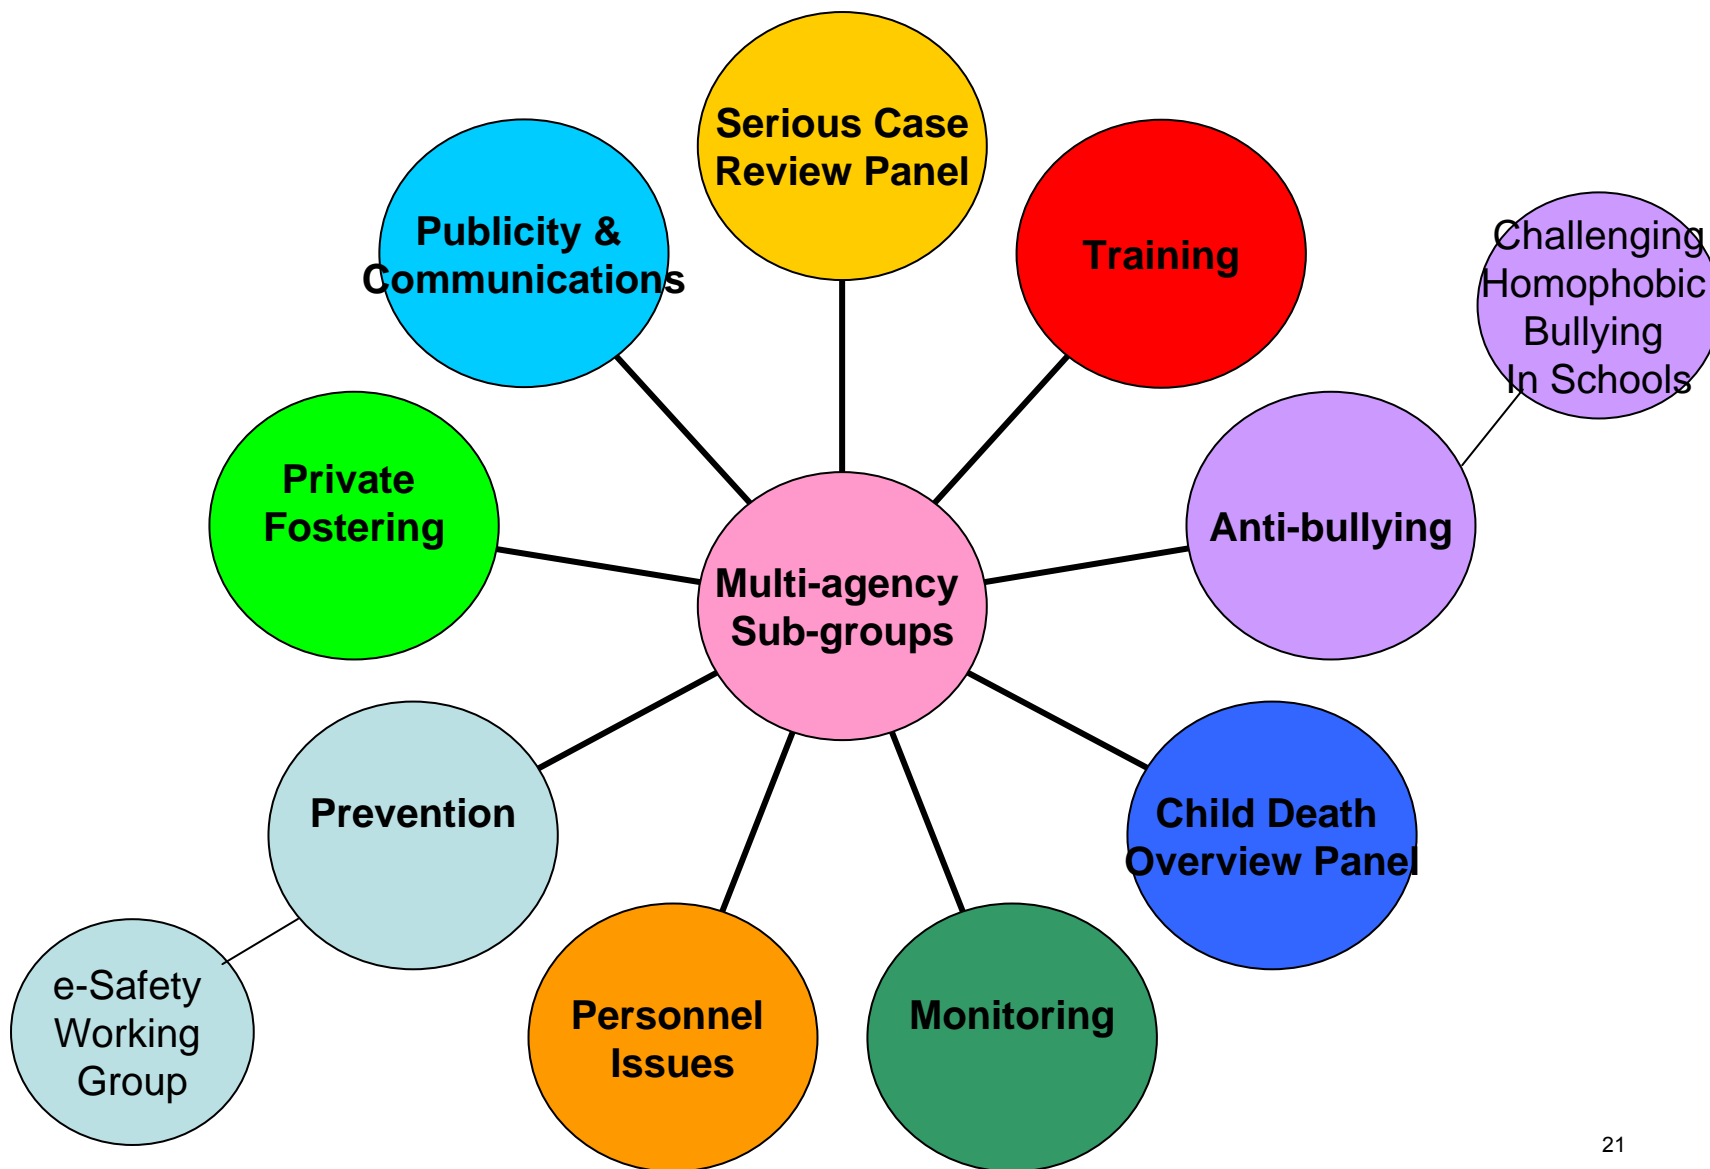 Serious Case
Review Panel
Publicity &
Communications
Training
Challenging
Homophobic
Bullying
In Schools
Private
Fostering
Anti-bullying
Multi-agency
Sub-groups
Prevention
Child Death
Overview Panel
e-Safety
Working
Group
Personnel
Issues
Monitoring
21